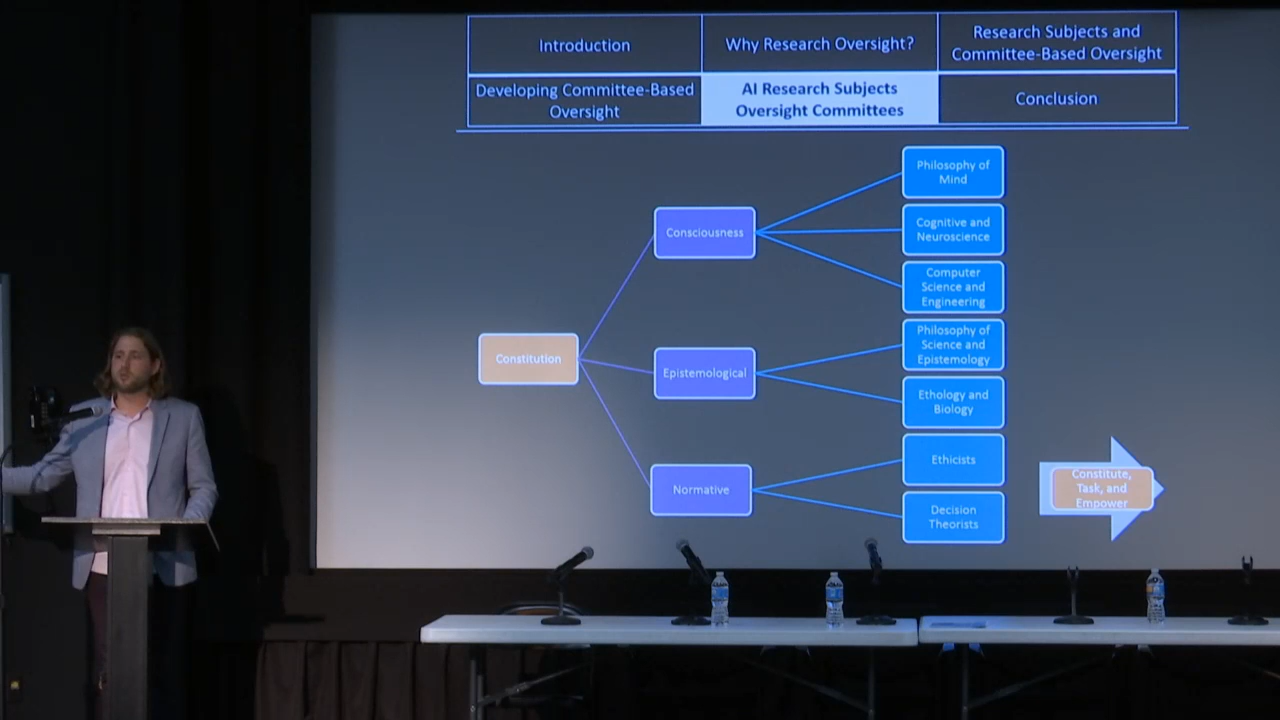 Introduction
Why Research Oversight?
Research Subjects and
Committee-Based Oversight
Developing Committee-Based
Oversight
AI Research Subjects
Oversight Committees
Conclusion
Constitution
Consciousness
Philosophy of
Mind
Cognitive and
Neuroscience
Computer
Science and
Engineering
Epistemological
Philosophy of
Science and
Epistemology
Ethology and
Biology
Normative
Ethicists
Decision
Theorists
Constitute,
Task, and
Empower